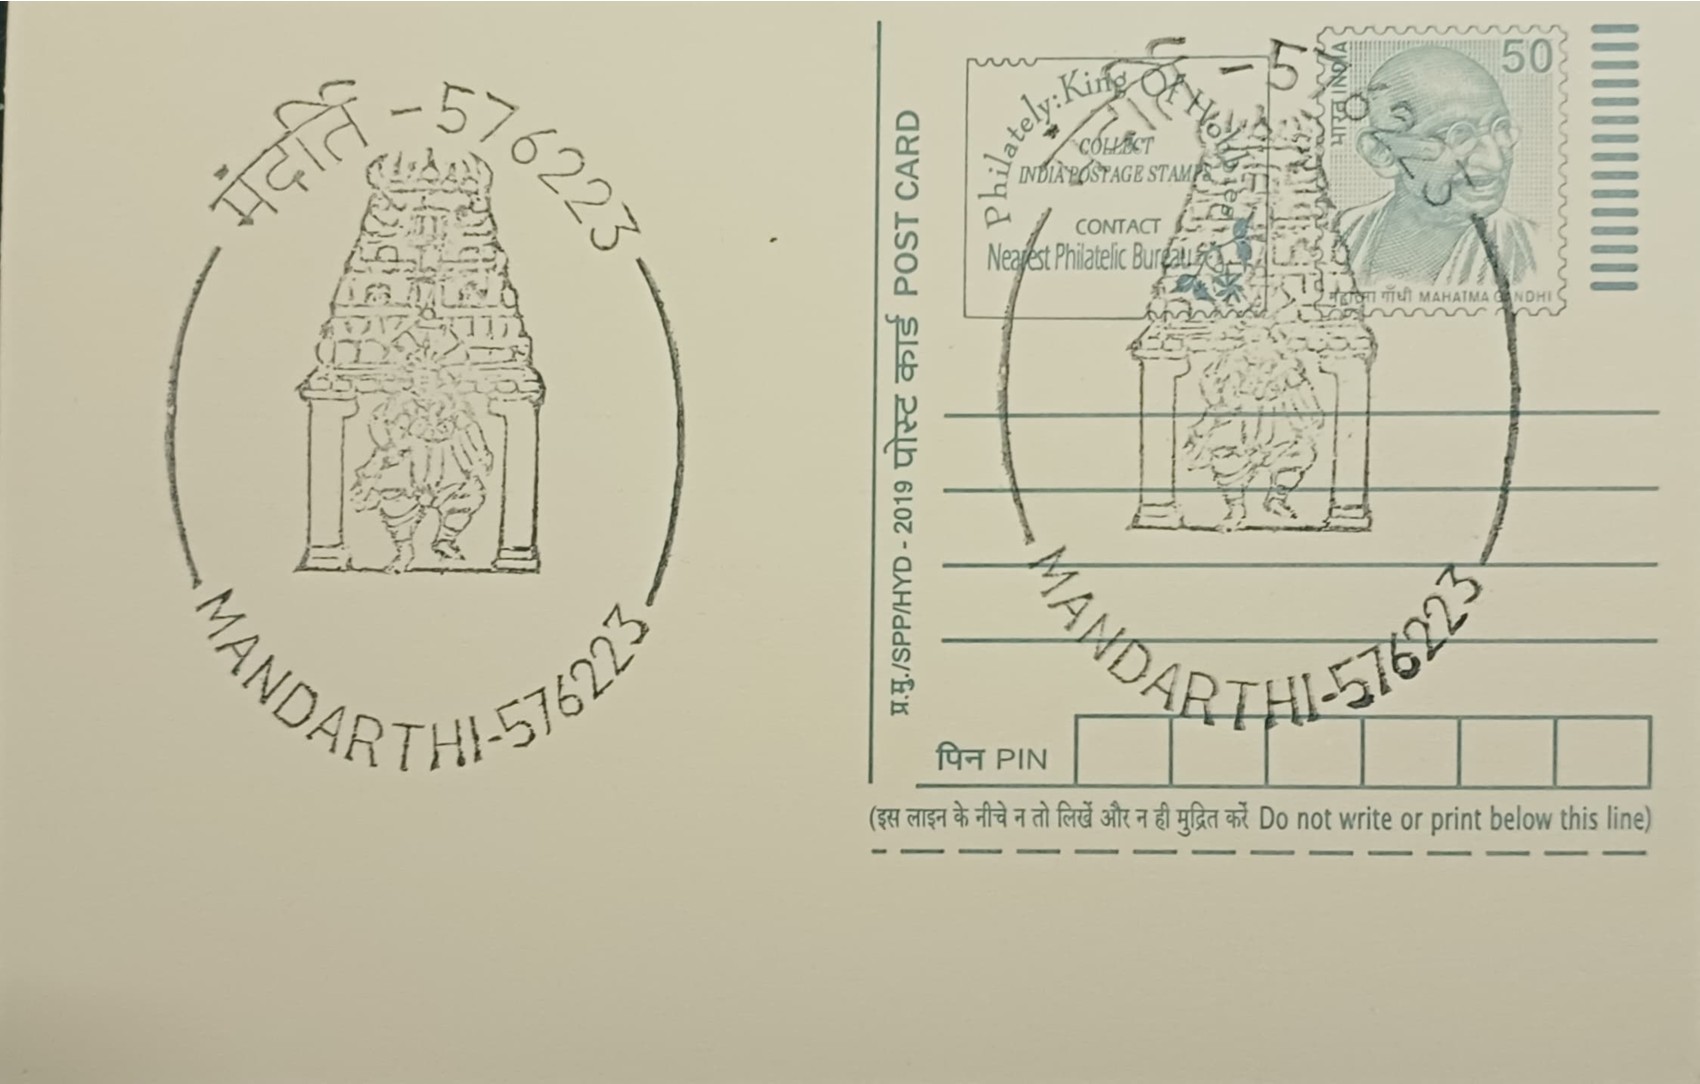 मंदार्ति - 576223
MANDARTHI-576223
प्र.मु./SPP/HYD - 2019 पोस्ट कार्ड POST CARD
Philately: King Of Hobbies
COLLECT
INDIA POSTAGE STAMPS
CONTACT
Nearest Philatelic Bureau
भारत INDIA
50
महात्मा गाँधी MAHATMA GANDHI
- 5
MANDARTHI-576223
पिन PIN
(इस लाइन के नीचे न तो लिखें और न ही मुद्रित करें Do not write or print below this line)